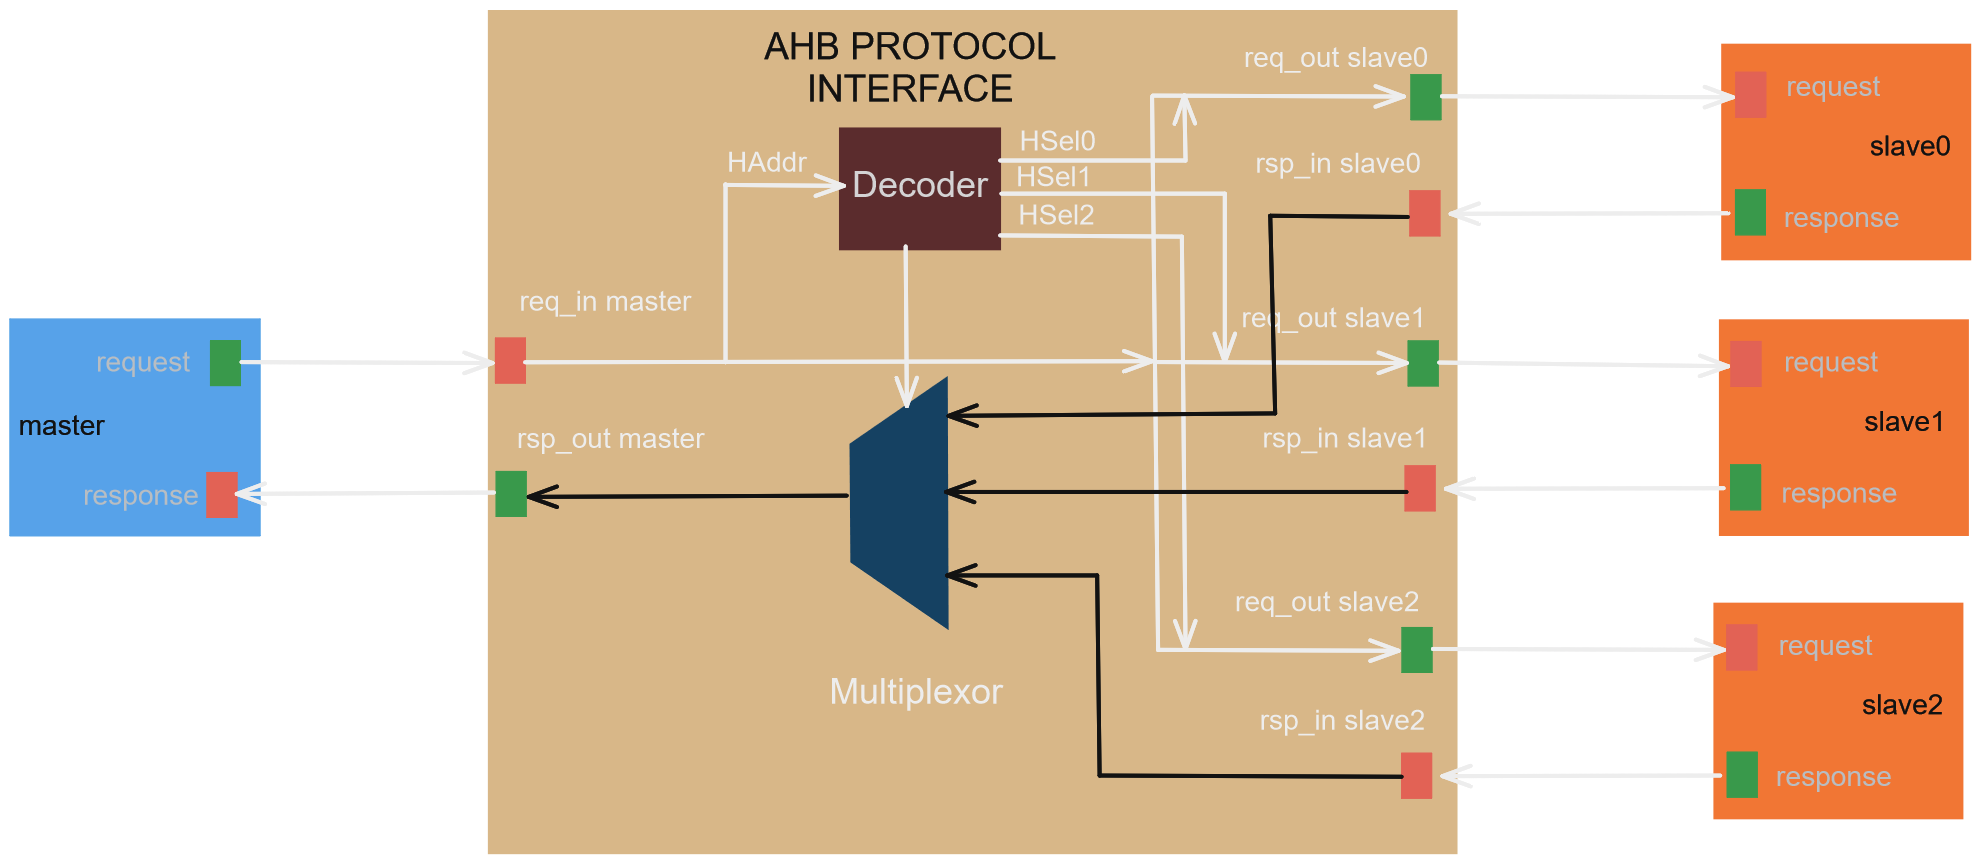 AHB PROTOCOL
INTERFACE
req_out slave0
request
HSel0
slave0
HAddr
Decoder
HSel1
rsp_in slave0
HSel2
response
req_in master
req_out slave1
request
request
master
slave1
rsp_out master
rsp_in slave1
response
response
req_out slave2
request
Multiplexor
slave2
rsp_in slave2
response